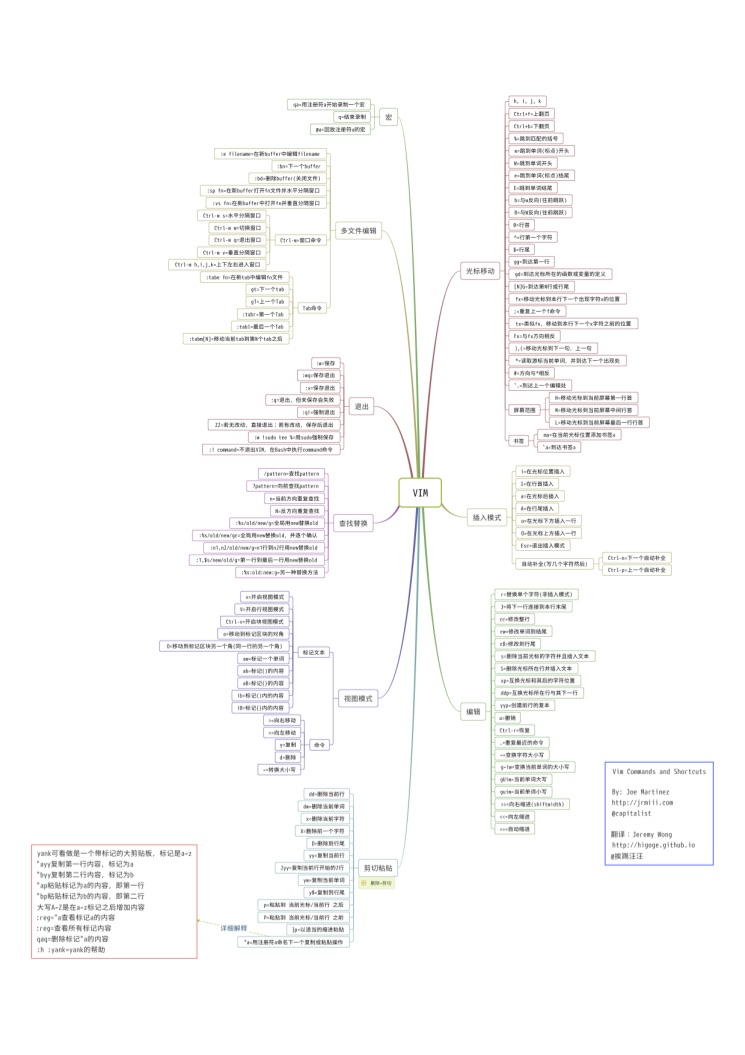 VIM
宏
qa=用注册符a开始录制一个宏
q=结束录制
@a=回放注册符a的宏
多文件编辑
:e filename=在新buffer中编辑filename
:bn=下一个buffer
:bd=删除buffer(关闭文件)
:sp fn=在新buffer打开fn文件并水平分隔窗口
:vs fn=在新buffer中打开fn并垂直分隔窗口
Ctrl-w=窗口命令
Ctrl-w s=水平分隔窗口
Ctrl-w w=切换窗口
Ctrl-w q=退出窗口
Ctrl-w v=垂直分隔窗口
Ctrl-w h,i,j,k=上下左右进入窗口
Tab命令
:tabe fn=在新tab中编辑fn文件
gt=下一个tab
gT=上一个Tab
:tabr=第一个Tab
:tabl=最后一个Tab
:tabm[N]=移动当前tab到第N个tab之后
退出
:w=保存
:wq=保存退出
:x=保存退出
:q=退出，但未保存会失败
:q!=强制退出
ZZ=若无改动，直接退出；若有改动，保存后退出
:w !sudo tee %=用sudo强制保存
:! command=不退出VIM，在Bash中执行command命令
查找替换
/pattern=查找pattern
?pattern=向前查找pattern
n=当前方向重复查找
N=反方向重复查找
:%s/old/new/g=全局用new替换old
:%s/old/new/gc=全局用new替换old，并逐个确认
:n1,n2/old/new/g=n1行到n2行用new替换old
:1,$s/new/old/g=第一行到最后一行用new替换old
:%s:old:new:g=另一种替换方法
视图模式
标记文本
v=开启视图模式
V=开启行视图模式
Ctrl-v=开启块视图模式
o=移动到标记区块的对角
O=移动到标记区块另一个角(同一行的另一个角)
aw=标记一个单词
ab=标记()的内容
aB=标记{}的内容
ib=标记()内的内容
iB=标记{}内的内容
命令
>=向右移动
<=向左移动
y=复制
d=删除
~=转换大小写
剪切粘贴
删除=剪切
dd=删除当前行
dw=删除当前单词
x=删除当前字符
X=删除前一个字符
D=删除到行尾
yy=复制当前行
2yy=复制当前行开始的2行
yw=复制当前单词
y$=复制到行尾
p=粘贴到 当前光标/当前行 之后
P=粘贴到 当前光标/当前行 之前
]p=以适当的缩进粘贴
"a=用注册符a命名下一个复制或粘贴操作
详细解释
yank可看做是一个带标记的大剪贴板，标记是a-z
"ayy复制第一行内容，标记为a
"byy复制第二行内容，标记为b
"ap粘贴标记为a的内容，即第一行
"bp粘贴标记为b的内容，即第二行
大写A-Z是在a-z标记之后增加内容
:reg="a查看标记a的内容
:reg=查看所有标记内容
qaq=删除标记"a的内容
:h :yank=yank的帮助
光标移动
h, i, j, k
Ctrl+f=上翻页
Ctrl+b=下翻页
%=跳到匹配的括号
w=跳到单词(标点)开头
W=跳到单词开头
e=跳到单词(标点)结尾
E=跳到单词结尾
b=与w反向(往前跳跃)
B=与W反向(往前跳跃)
0=行首
^=行第一个字符
$=行尾
gg=到达第一行
gd=到达光标所在的函数或变量的定义
[N]G=到达第N行或行尾
fx=移动光标到本行下一个出现字符x的位置
;=重复上一个f命令
tx=类似fx，移动到本行下一个x字符之前的位置
Fx=与fx方向相反
),(=移动光标到下一句，上一句
*=读取源标当前单词，并到达下一个出现处
#=方向与*相反
`.=到达上一个编辑处
屏幕范围
H=移动光标到当前屏幕第一行首
M=移动光标到当前屏幕中间行首
L=移动光标到当前屏幕最后一行行首
书签
ma=在当前光标位置添加书签a
`a=到达书签a
插入模式
i=在光标位置插入
I=在行首插入
a=在光标后插入
A=在行尾插入
o=在光标下方插入一行
O=在光标上方插入一行
Esc=退出插入模式
自动补全(写几个字符然后)
Ctrl-n=下一个自动补全
Ctrl-p=上一个自动补全
编辑
r=替换单个字符(非插入模式)
J=将下一行连接到本行末尾
cc=修改整行
cw=修改单词到结尾
c$=修改到行尾
s=删除当前光标的字符并且插入文本
S=删除光标所在行并插入文本
xp=互换光标和其后的字符位置
ddp=互换光标所在行与其下一行
yyp=创建前行的复本
u=撤销
Ctrl-r=恢复
.=重复最近的命令
~=变换字符大小写
g~iw=变换当前单词的大小写
gUiw=当前单词大写
guiw=当前单词小写
>>=向右缩进(shiftwidth)
<<=向左缩进
===自动缩进
Vim Commands and Shortcuts
By: Joe Martinez
http://jrmiii.com
@capitalist
翻译：Jeremy Wong
http://higoge.github.io
@挨踢汪汪